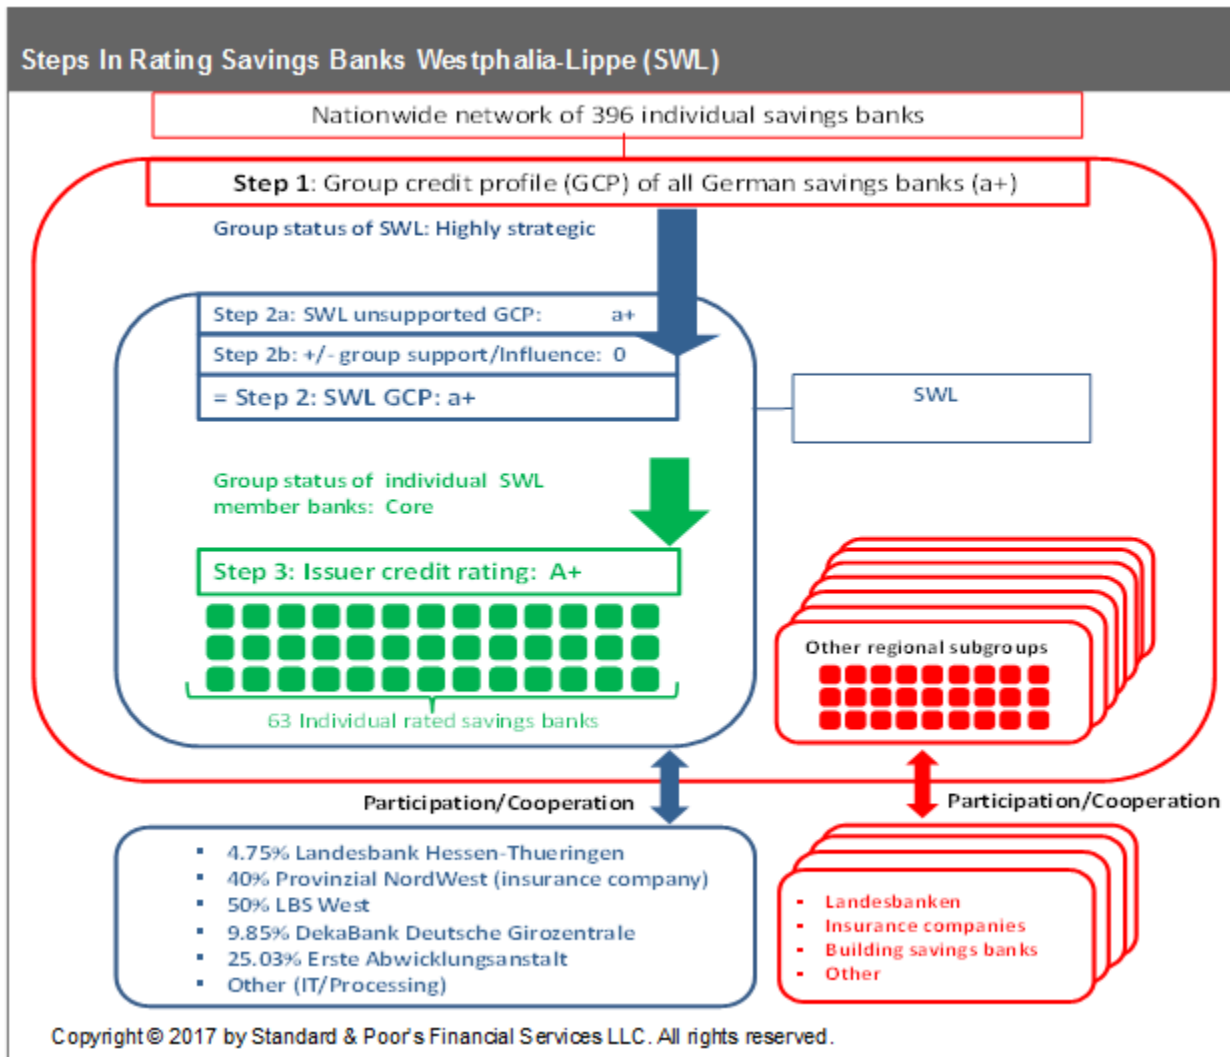 Steps In Rating Savings Banks Westphalia-Lippe (SWL)
Nationwide network of 396 individual savings banks
Step 1: Group credit profile (GCP) of all German savings banks (a+)
Group status of SWL: Highly strategic
Step 2a: SWL unsupported GCP: a+
Step 2b: +/- group support/Influence: 0
= Step 2: SWL GCP: a+
SWL
Group status of individual SWL
member banks: Core
Step 3: Issuer credit rating: A+
63 Individual rated savings banks
Other regional subgroups
Participation/Cooperation
▪ 4.75% Landesbank Hessen-Thueringen
▪ 40% Provinzial NordWest (insurance company)
▪ 50% LBS West
▪ 9.85% DekaBank Deutsche Girozentrale
▪ 25.03% Erste Abwicklungsanstalt
▪ Other (IT/Processing)
Participation/Cooperation
▪ Landesbanken
▪ Insurance companies
▪ Building savings banks
▪ Other
Copyright © 2017 by Standard & Poor's Financial Services LLC. All rights reserved.